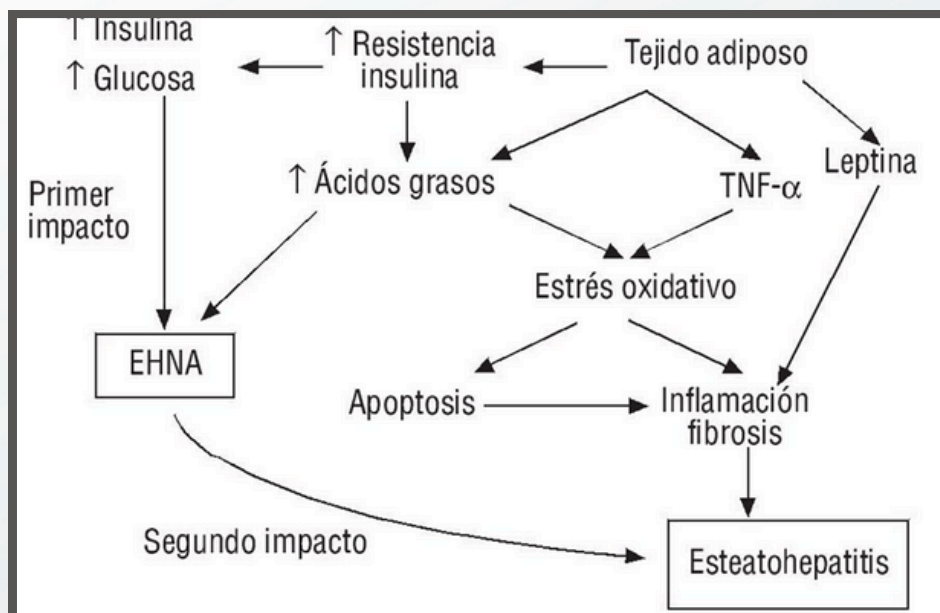 ↑ Insulina
↑ Glucosa
↑ Resistencia
insulina
Tejido adiposo
Primer
impacto
↑ Ácidos grasos
TNF-α
Leptina
Estrés oxidativo
EHNA
Apoptosis
Inflamación
fibrosis
Segundo impacto
Esteatohepatitis